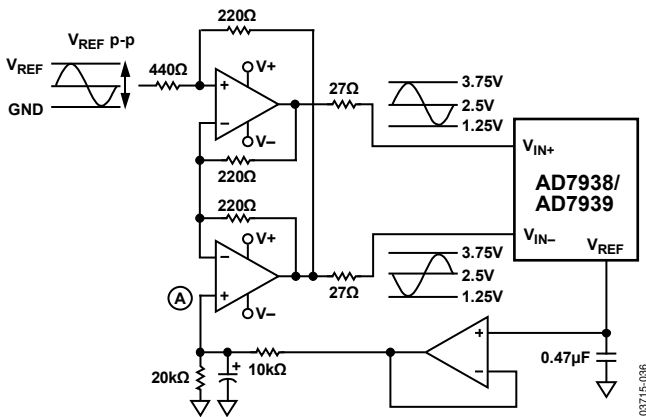 220Ω
VREF p-p
VREF
GND
440Ω
+
–
V+
V–
27Ω
3.75V
2.5V
1.25V
220Ω
220Ω
VIN+
AD7938/
AD7939
VIN–
VREF
V+
–
+
V–
A
27Ω
3.75V
2.5V
1.25V
+
–
0.47µF
20kΩ
+
10kΩ
03715-036